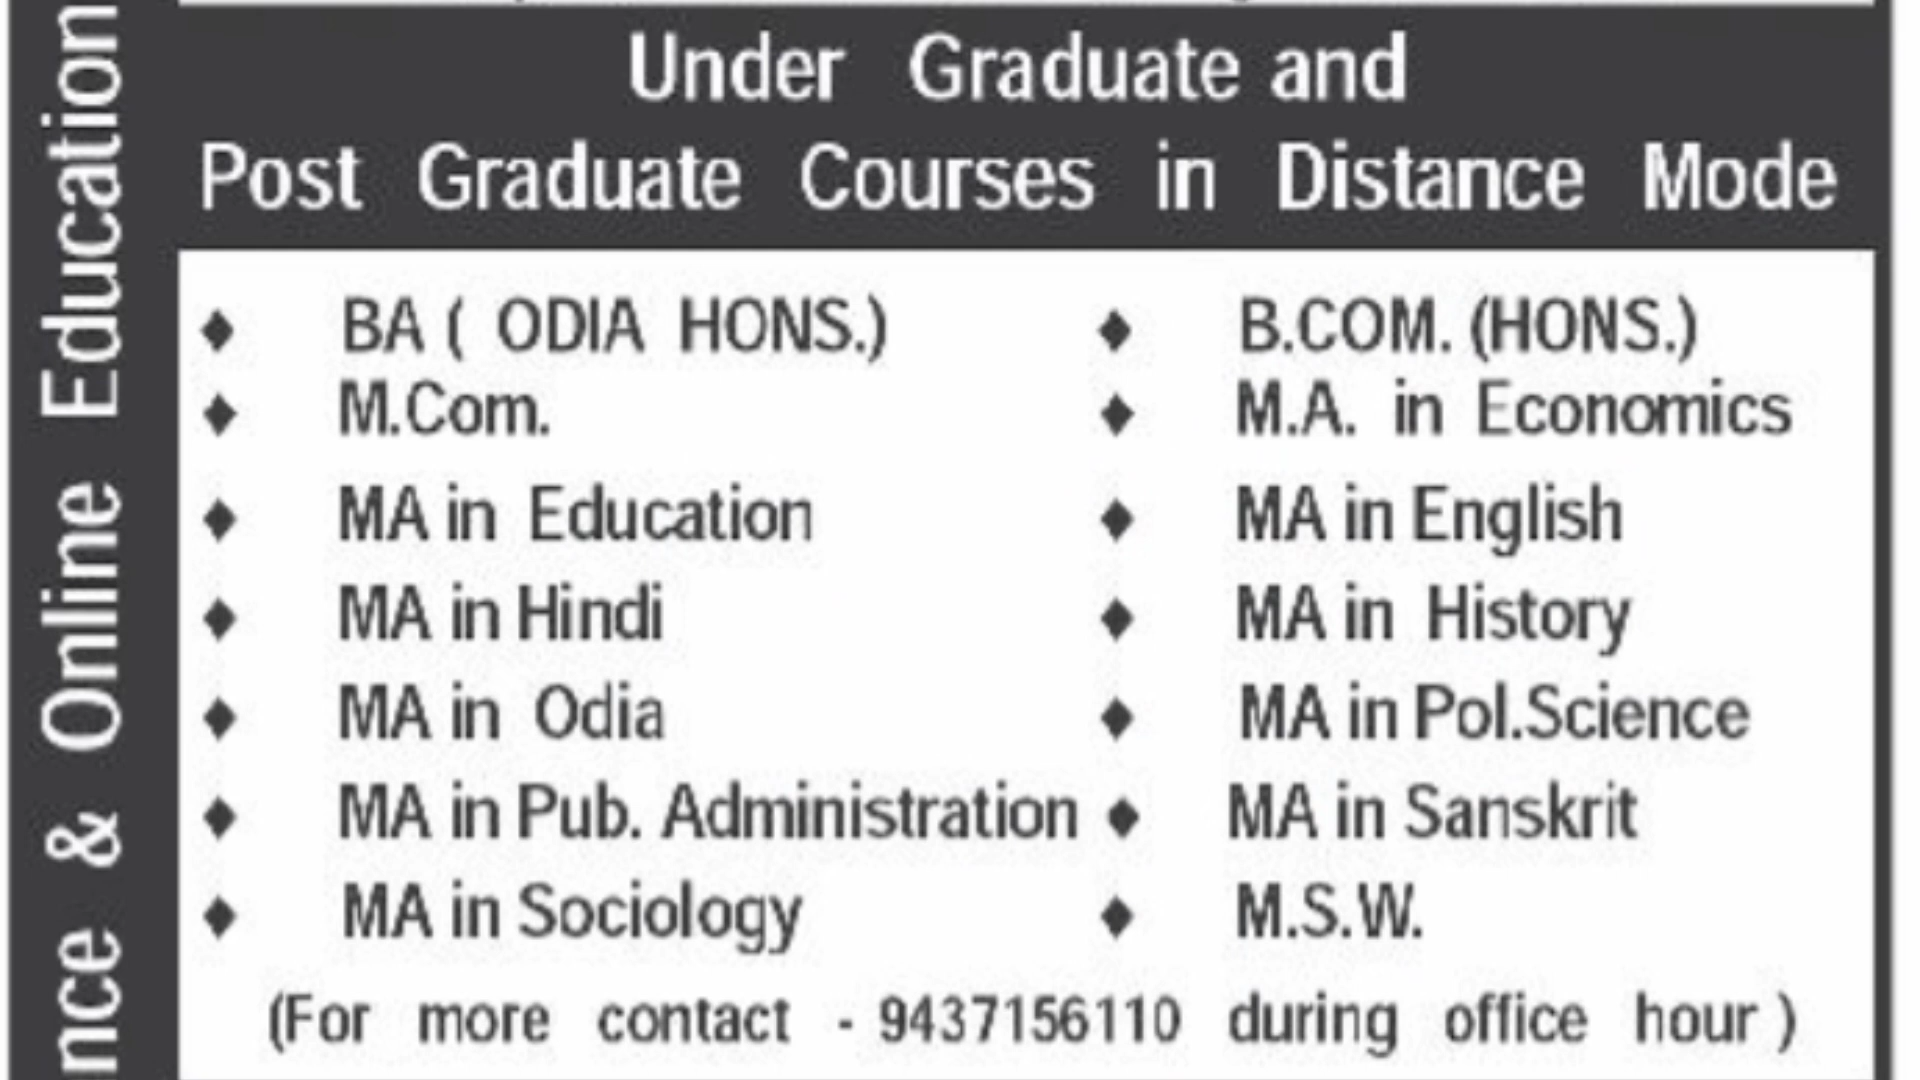 Under Graduate and
Post Graduate Courses in Distance Mode
♦ BA ( ODIA HONS.) ♦ B.COM. (HONS.)
♦ M.Com. ♦ M.A. in Economics
♦ MA in Education ♦ MA in English
♦ MA in Hindi ♦ MA in History
♦ MA in Odia ♦ MA in Pol.Science
♦ MA in Pub. Administration ♦ MA in Sanskrit
♦ MA in Sociology ♦ M.S.W.
(For more contact - 9437156110 during office hour )
nce & Online Education